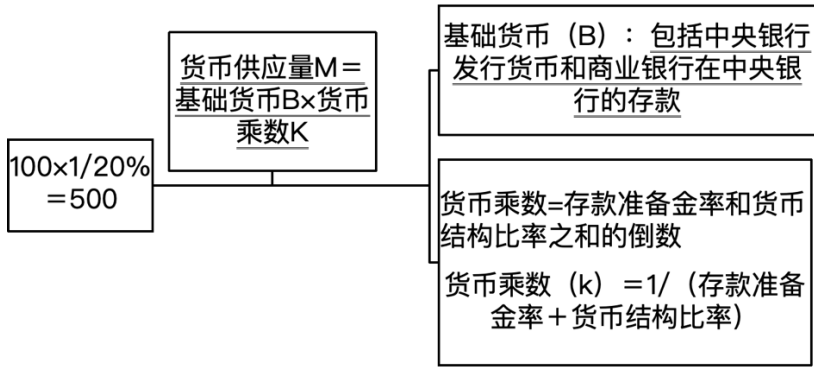 100×1/20%
＝500
货币供应量M＝
基础货币B×货币
乘数K
基础货币（B）：包括中央银行
发行货币和商业银行在中央银
行的存款
货币乘数=存款准备金率和货币
结构比率之和的倒数
货币乘数（k）＝1/（存款准备
金率＋货币结构比率）